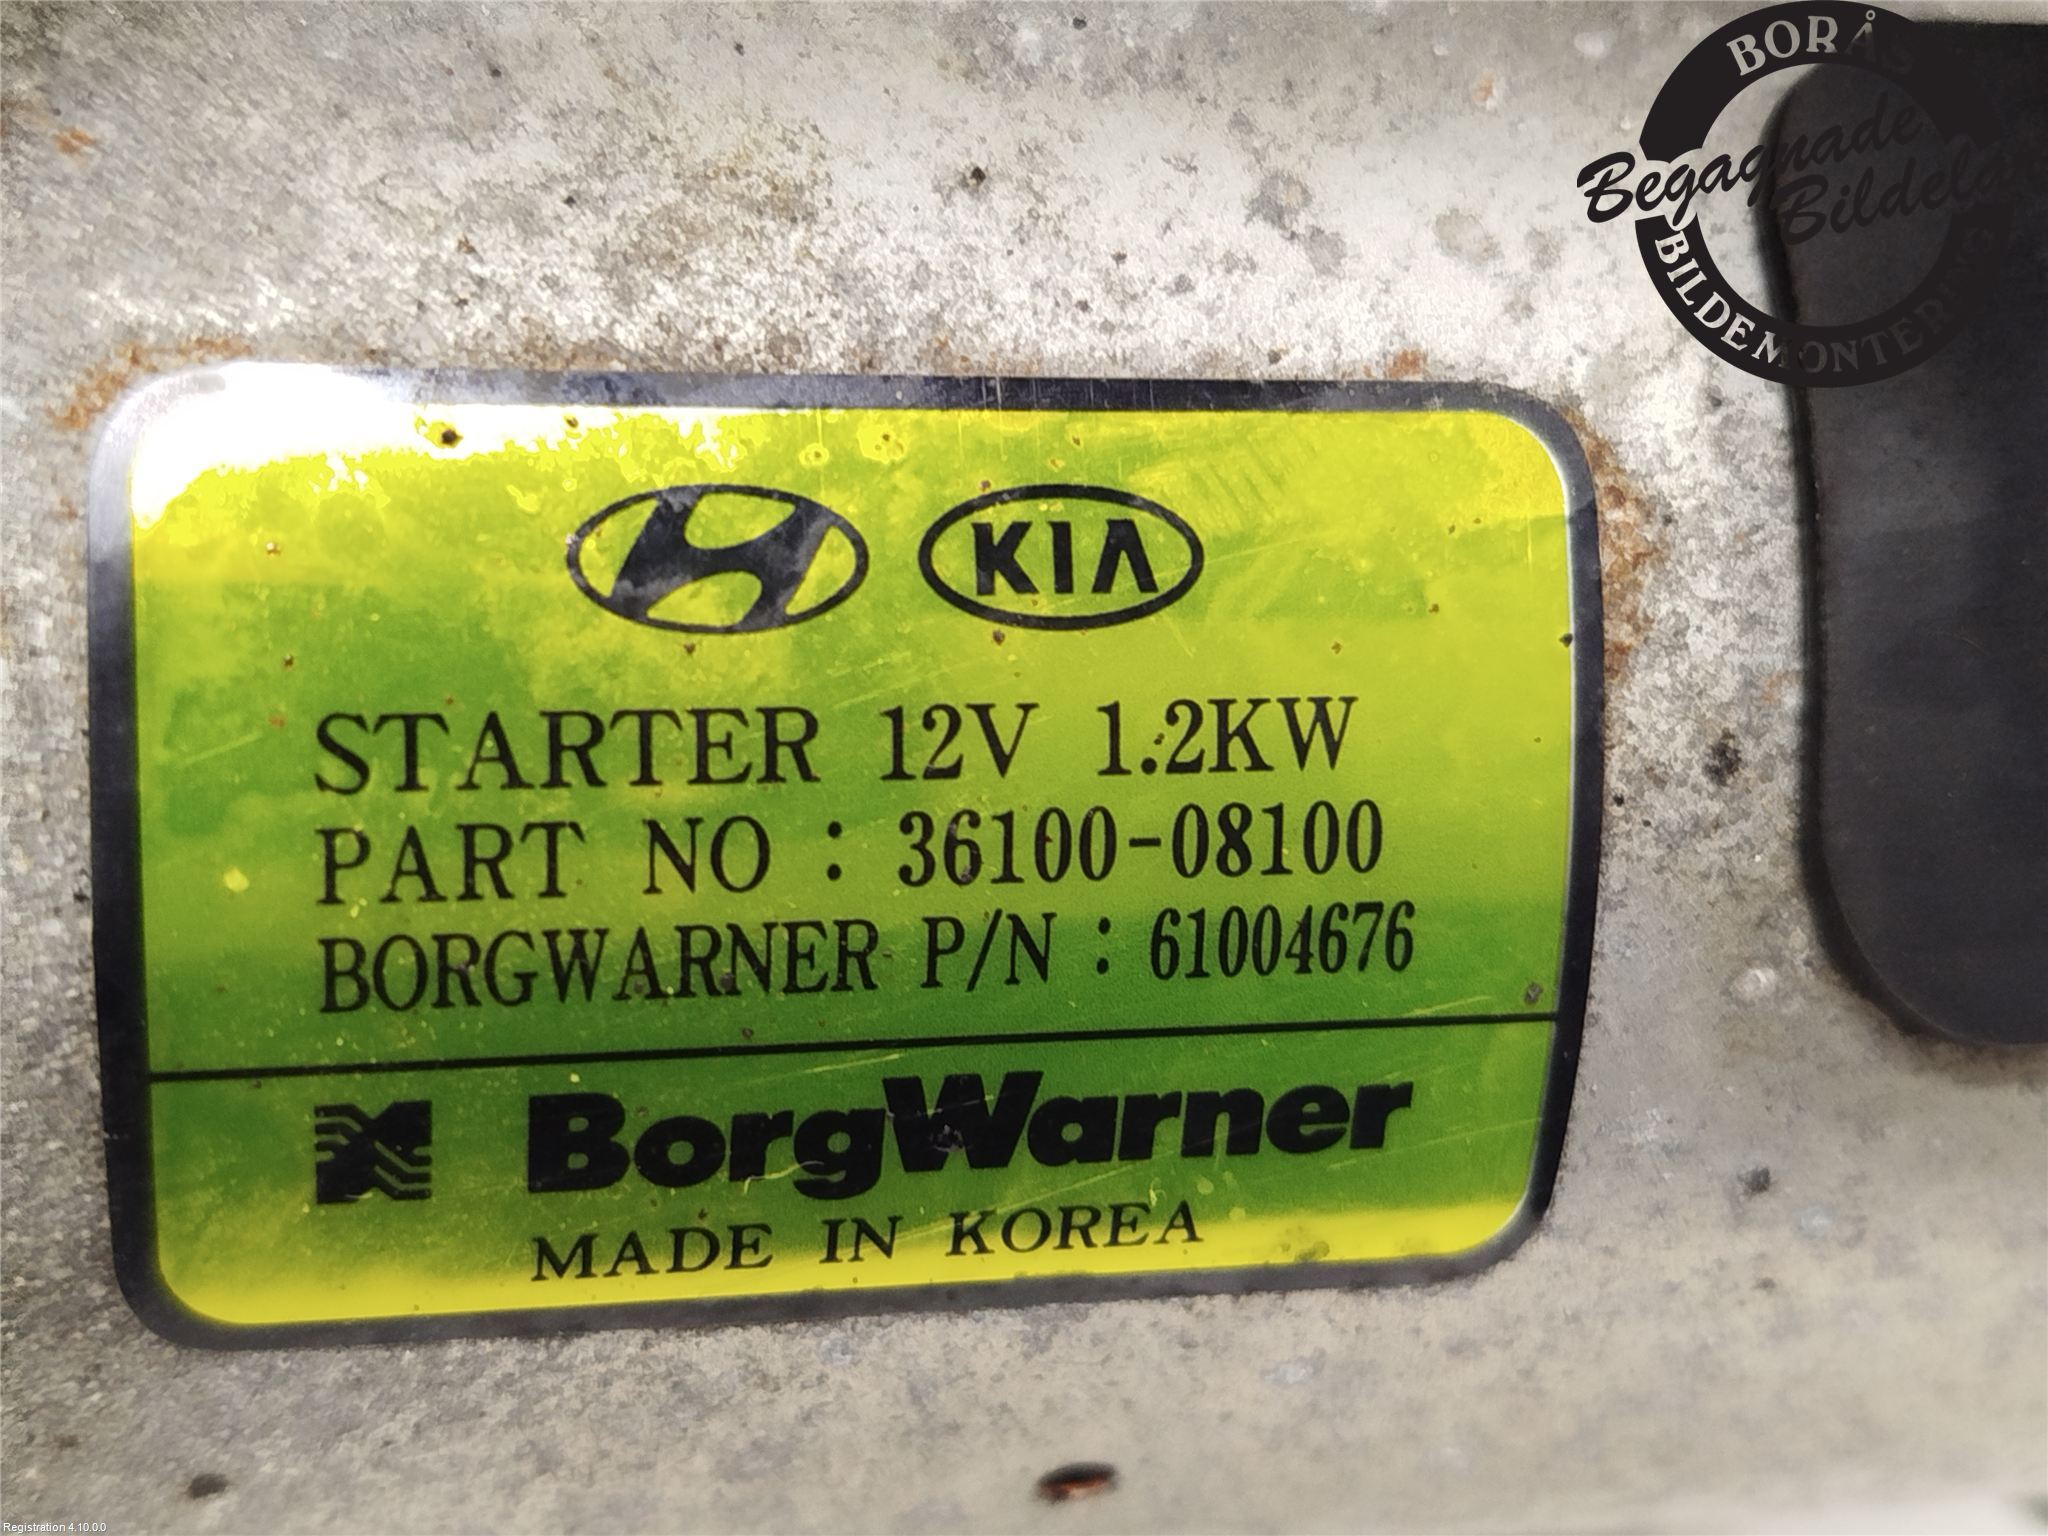 BORÅS
Begagnade
BILDEMONTERING
KIA
STARTER 12V 1.2KW
PART NO : 36100-08100
BORGWARNER P/N : 61004676
BorgWarner
MADE IN KOREA
Registration 4.10.0.0